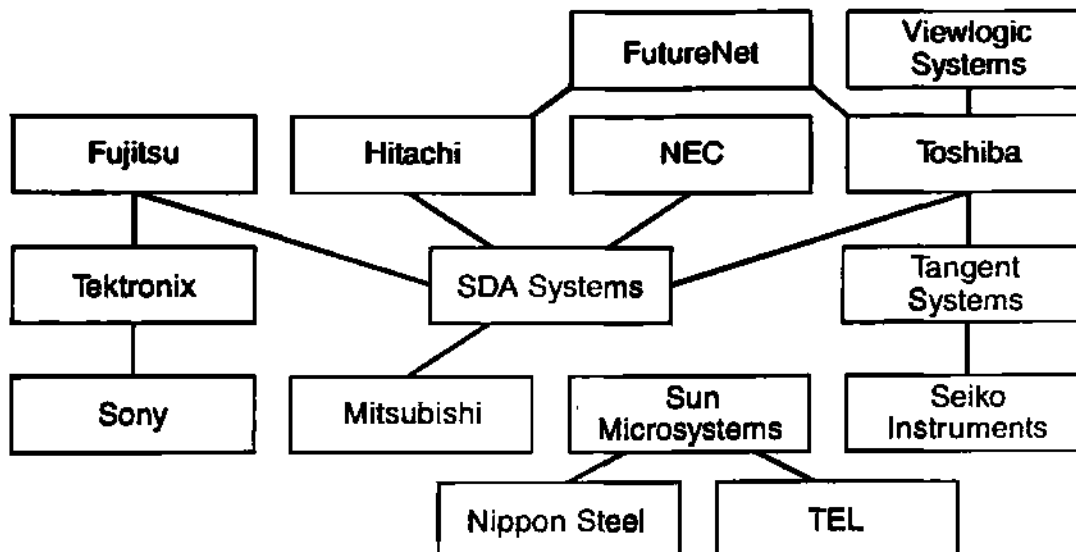 FutureNet
Viewlogic
Systems
Fujitsu
Hitachi
NEC
Toshiba
Tektronix
SDA Systems
Tangent
Systems
Sony
Mitsubishi
Sun
Microsystems
Seiko
Instruments
Nippon Steel
TEL